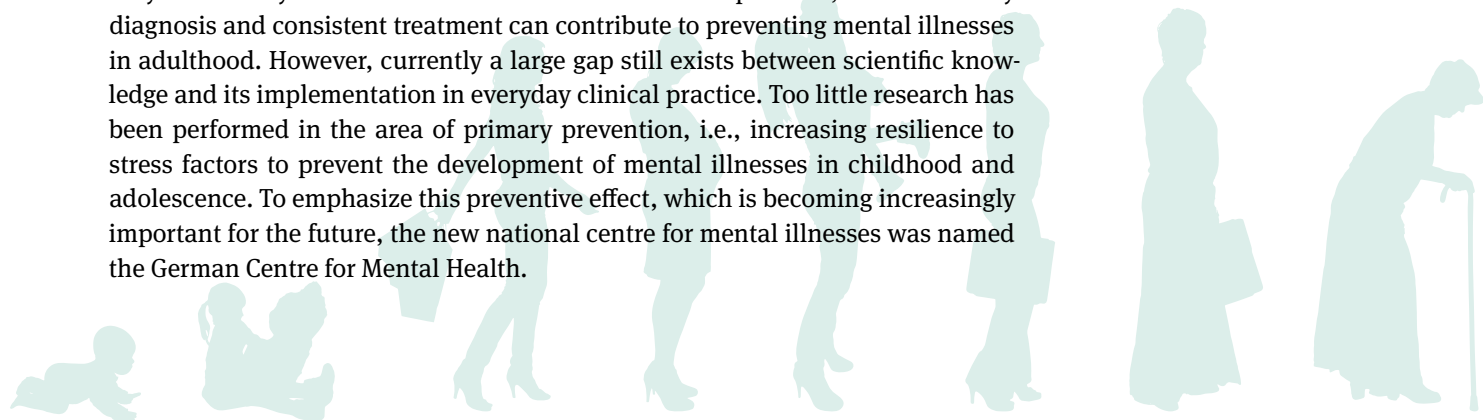 diagnosis and consistent treatment can contribute to preventing mental illnesses
in adulthood. However, currently a large gap still exists between scientific know-
ledge and its implementation in everyday clinical practice. Too little research has
been performed in the area of primary prevention, i.e., increasing resilience to
stress factors to prevent the development of mental illnesses in childhood and
adolescence. To emphasize this preventive effect, which is becoming increasingly
important for the future, the new national centre for mental illnesses was named
the German Centre for Mental Health.